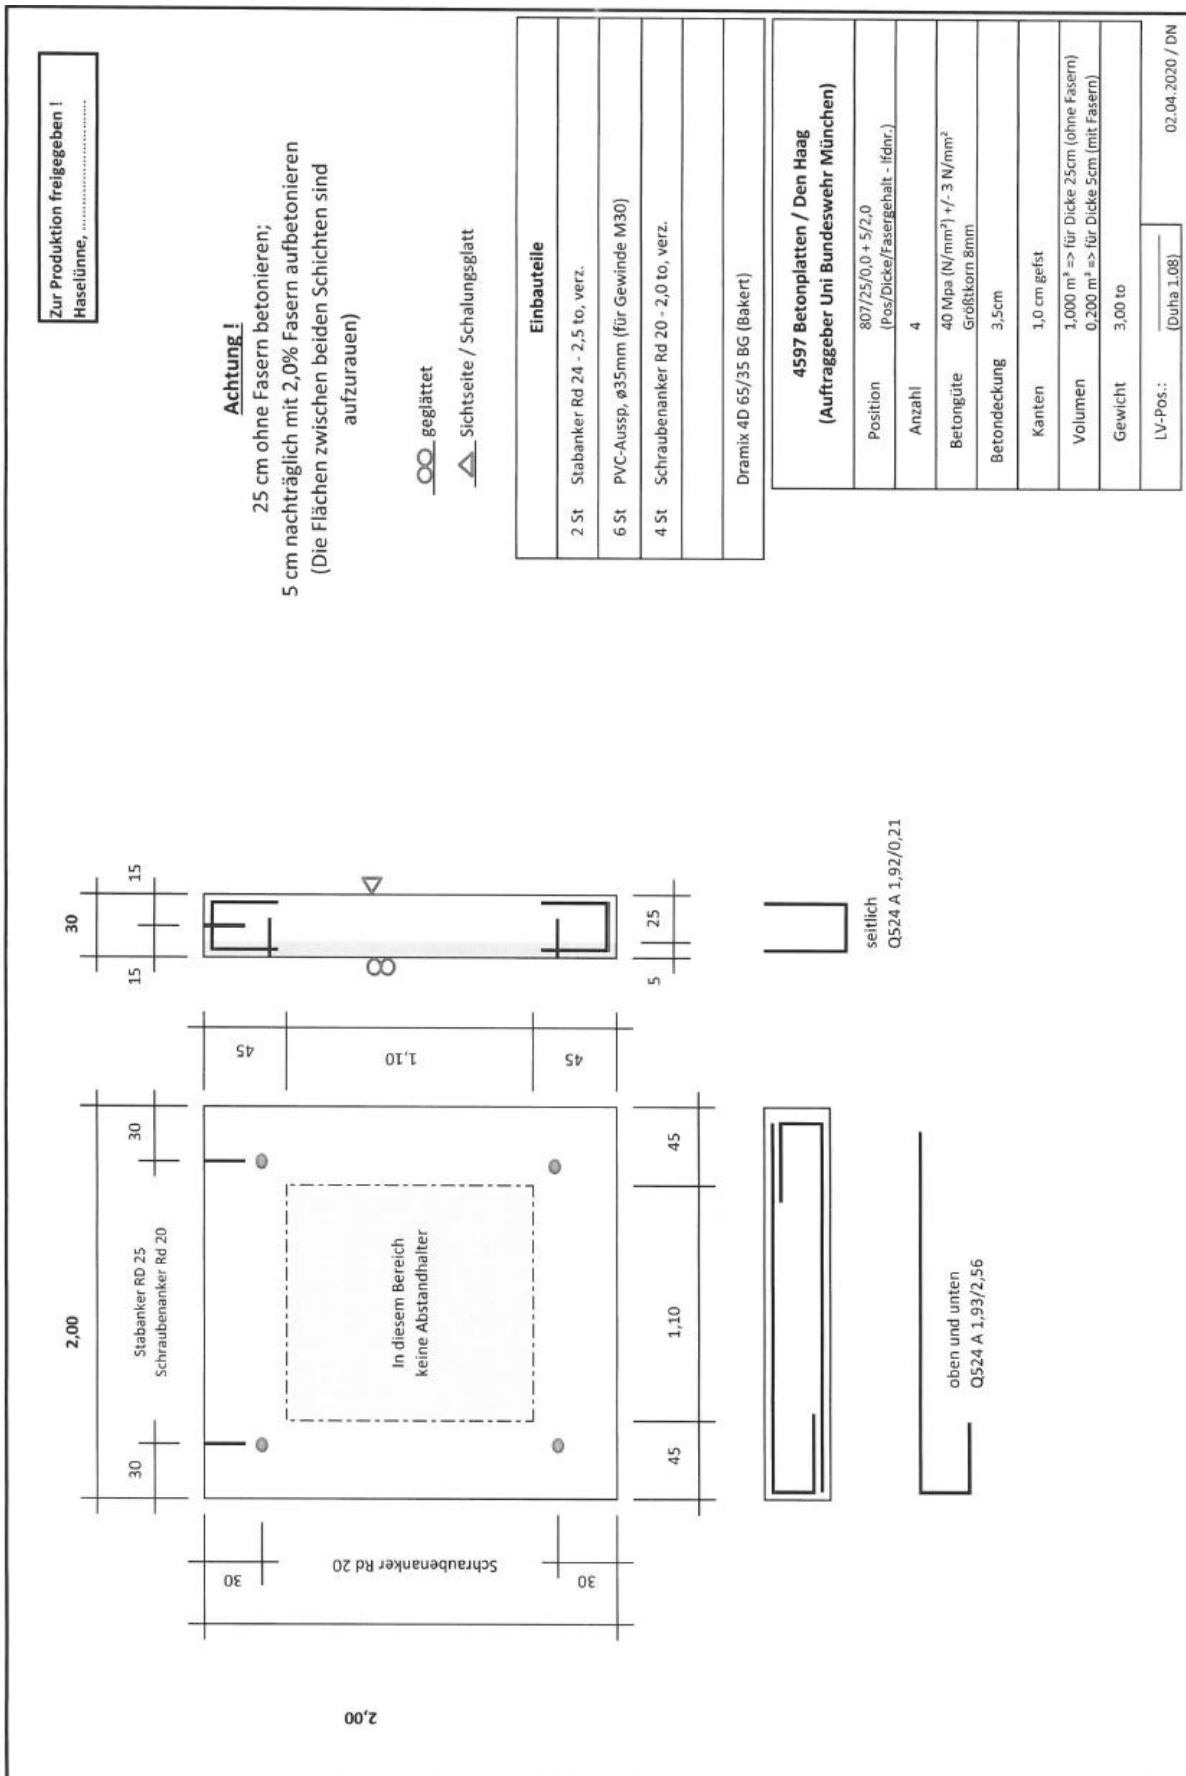 Zur Produktion freigegeben !
Haselünne, ..............................
Achtung !
25 cm ohne Fasern betonieren;
5 cm nachträglich mit 2,0% Fasern aufbetonieren
(Die Flächen zwischen beiden Schichten sind
aufzurauen)
geglättet
Sichtseite / Schalungsglatt
Einbauteile
2 St Stabanker Rd 24 - 2,5 to, verz.
6 St PVC-Aussp, ø35mm (für Gewinde M30)
4 St Schraubenanker Rd 20 - 2,0 to, verz.
Dramix 4D 65/35 BG (Bakert)
4597 Betonplatten / Den Haag
(Auftraggeber Uni Bundeswehr München)
Position 807/25/0,0 + 5/2,0
(Pos/Dicke/Fasergehalt - lfdnr.)
Anzahl 4
Betongüte 40 Mpa (N/mm²) +/- 3 N/mm²
Größtkorn 8mm
Betondeckung 3,5cm
Kanten 1,0 cm gefst
Volumen 1,000 m³ => für Dicke 25cm (ohne Fasern)
0,200 m³ => für Dicke 5cm (mit Fasern)
Gewicht 3,00 to
LV-Pos.:
(Duha 1.08)
02.04.2020 / DN
2,00
30
30
Stabanker RD 25
Schraubenanker Rd 20
30
15
15
45
1,10
45
5
25
In diesem Bereich
keine Abstandhalter
30
Schraubenanker Rd 20
30
2,00
45
1,10
45
seitlich
Q524 A 1,92/0,21
oben und unten
Q524 A 1,93/2,56